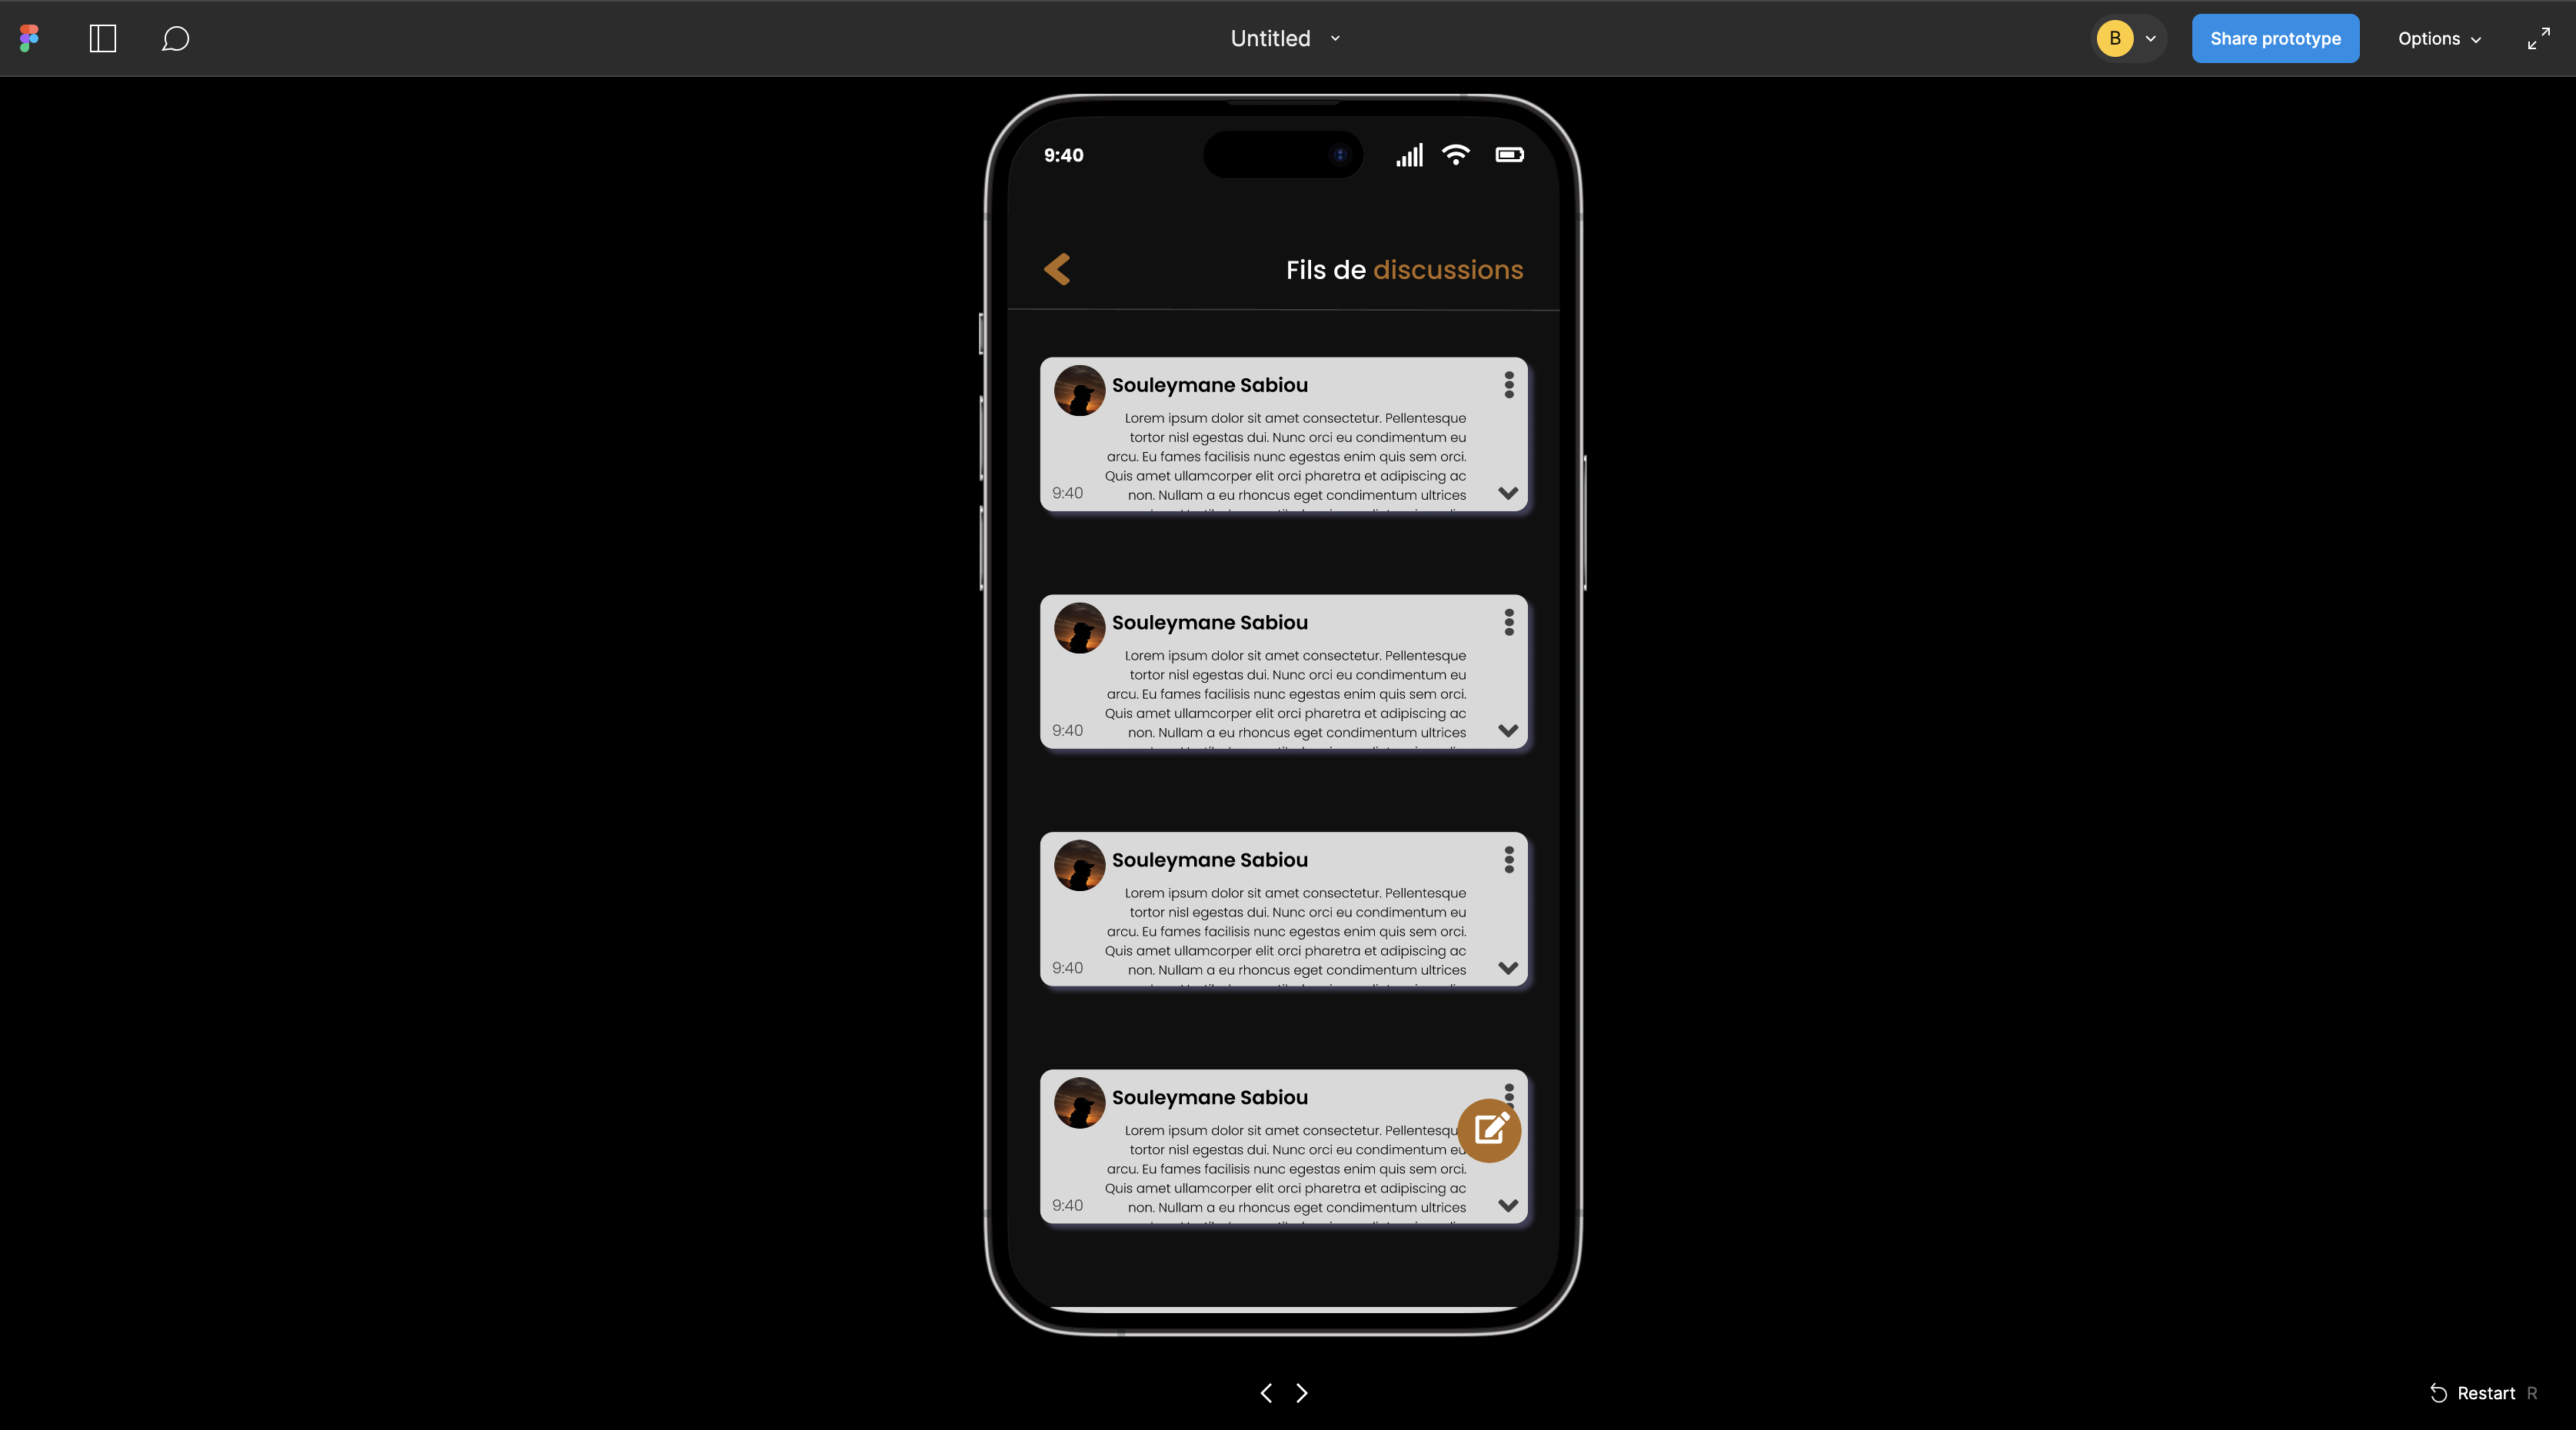 Untitled
B
Share prototype
Options
9:40
Fils de discussions
Souleymane Sabiou
Lorem ipsum dolor sit amet consectetur. Pellentesque
tortor nisl egestas dui. Nunc orci eu condimentum eu
arcu. Eu fames facilisis nunc egestas enim quis sem orci.
Quis amet ullamcorper elit orci pharetra et adipiscing ac
non. Nullam a eu rhoncus eget condimentum ultrices
9:40
Souleymane Sabiou
Lorem ipsum dolor sit amet consectetur. Pellentesque
tortor nisl egestas dui. Nunc orci eu condimentum eu
arcu. Eu fames facilisis nunc egestas enim quis sem orci.
Quis amet ullamcorper elit orci pharetra et adipiscing ac
non. Nullam a eu rhoncus eget condimentum ultrices
9:40
Souleymane Sabiou
Lorem ipsum dolor sit amet consectetur. Pellentesque
tortor nisl egestas dui. Nunc orci eu condimentum eu
arcu. Eu fames facilisis nunc egestas enim quis sem orci.
Quis amet ullamcorper elit orci pharetra et adipiscing ac
non. Nullam a eu rhoncus eget condimentum ultrices
9:40
Souleymane Sabiou
Lorem ipsum dolor sit amet consectetur. Pellentesqu
tortor nisl egestas dui. Nunc orci eu condimentum eu
arcu. Eu fames facilisis nunc egestas enim quis sem orci.
Quis amet ullamcorper elit orci pharetra et adipiscing ac
non. Nullam a eu rhoncus eget condimentum ultrices
9:40
Restart R